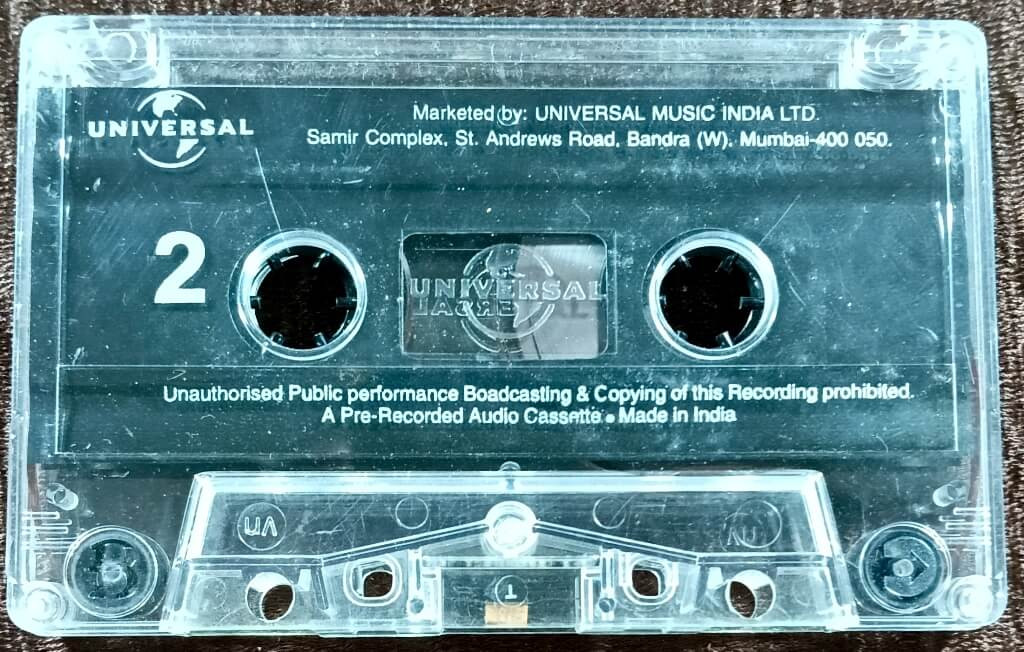 UNIVERSAL
Marketed by: UNIVERSAL MUSIC INDIA LTD.
Samir Complex, St. Andrews Road, Bandra (W), Mumbai-400 050.
2
UNIVERSAL
Unauthorised Public performance Boadcasting & Copying of this Recording prohibited.
A Pre-Recorded Audio Cassette • Made in India
1